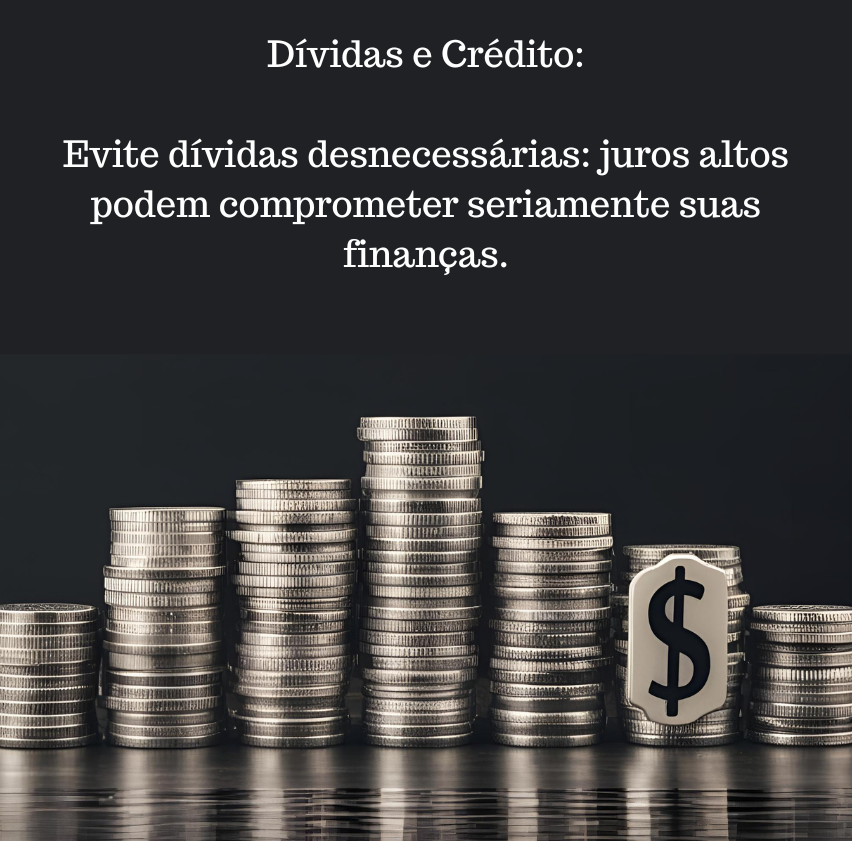 Dívidas e Crédito:
Evite dívidas desnecessárias: juros altos
podem comprometer seriamente suas
finanças.
$